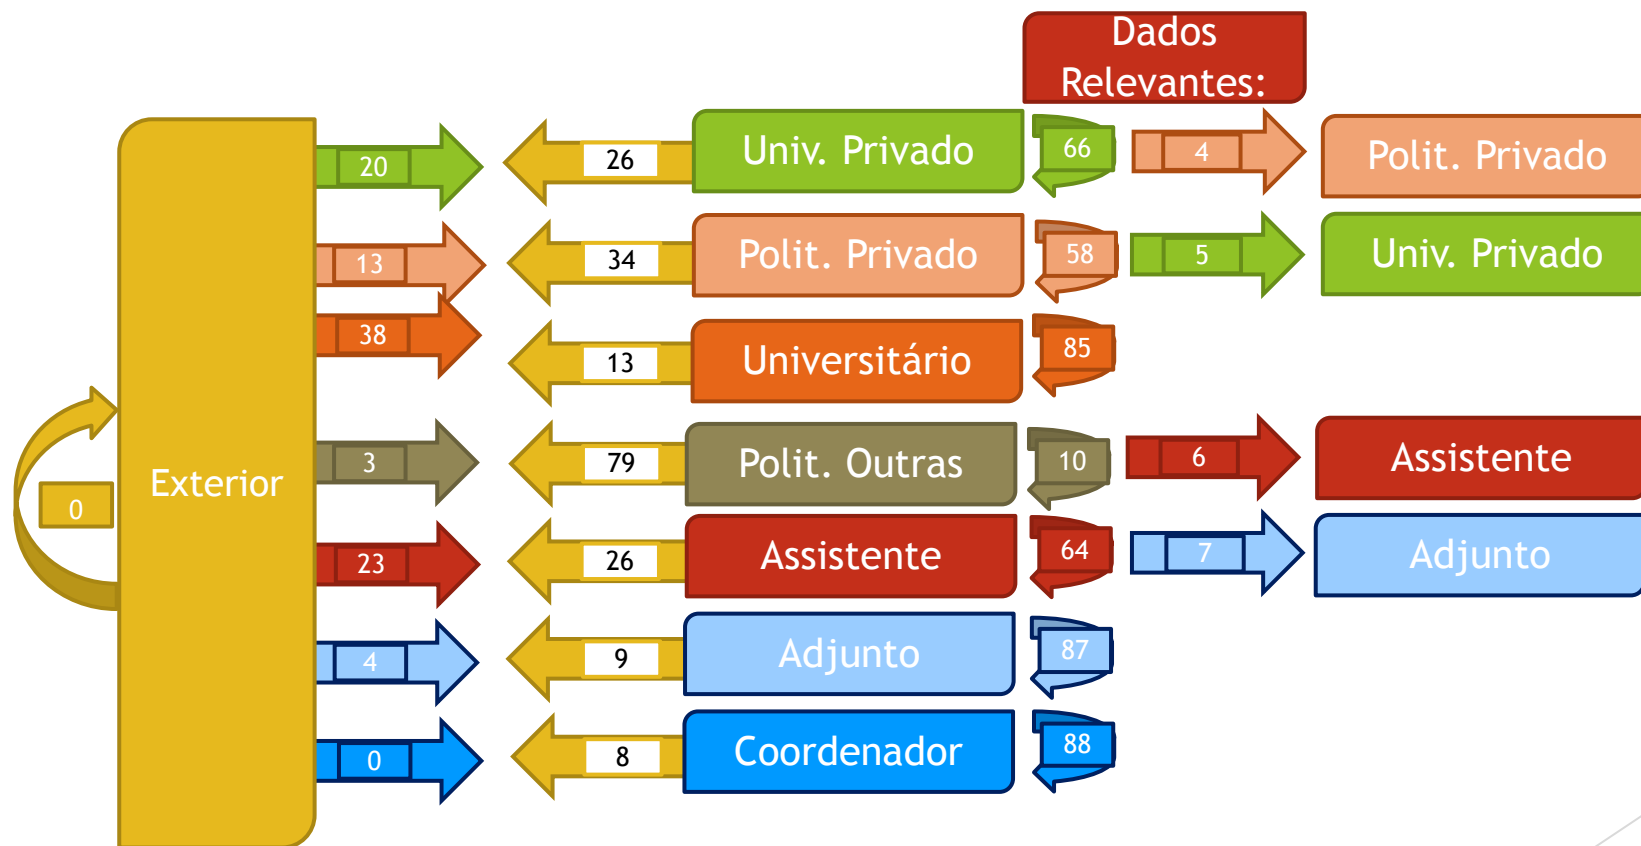 Dados
Relevantes:
20
26
Univ. Privado
66
4
Polit. Privado
13
34
Polit. Privado
58
5
Univ. Privado
38
13
Universitário
85
Exterior
0
3
79
Polit. Outras
10
6
Assistente
23
26
Assistente
64
7
Adjunto
4
9
Adjunto
87
0
8
Coordenador
88